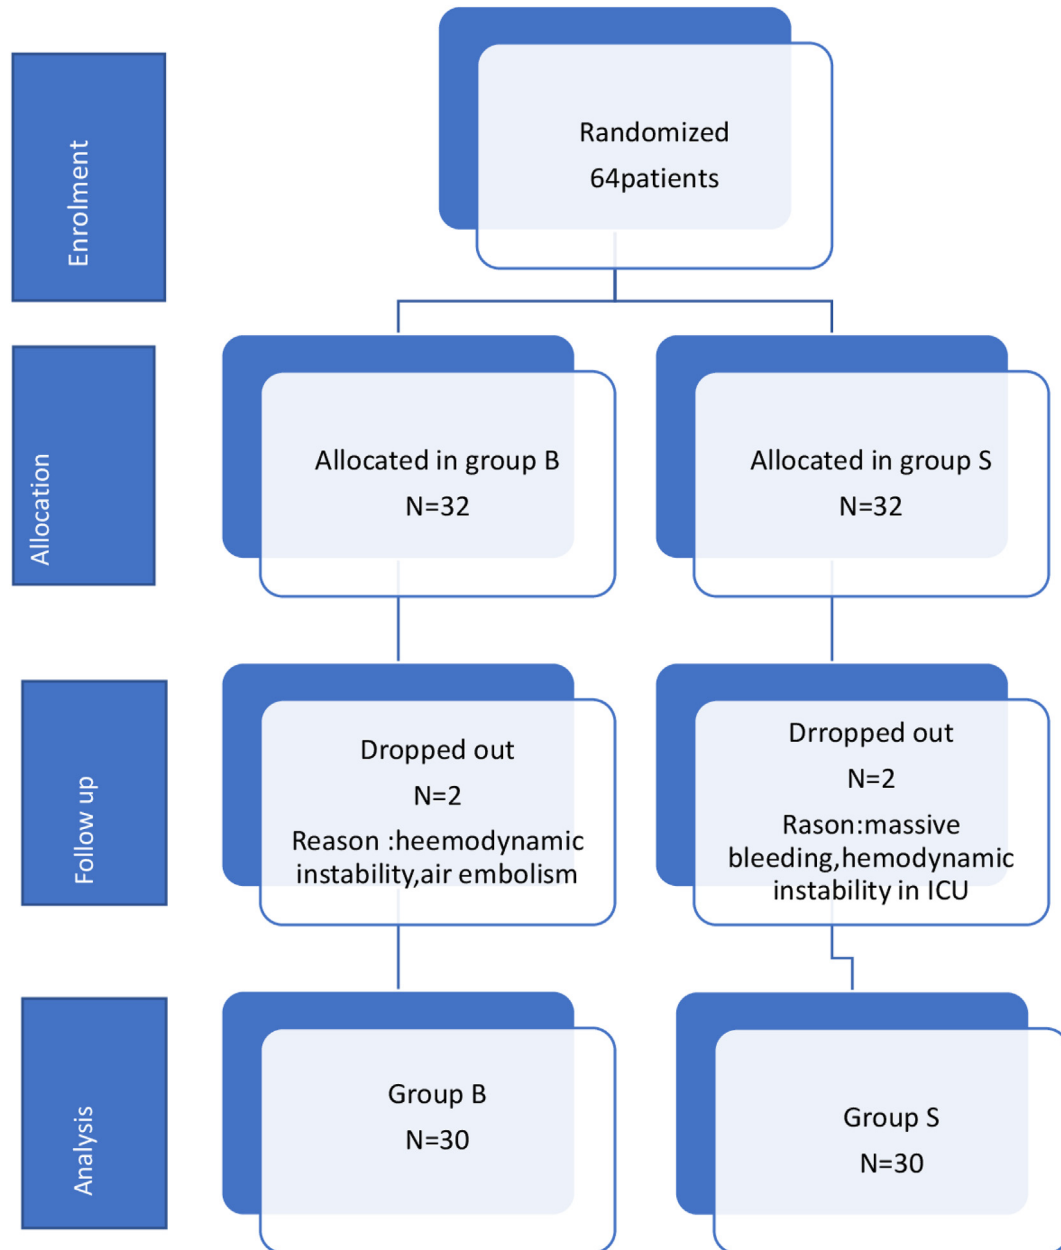 Enrolment
Randomized
64patients
Allocation
Allocated in group B
N=32
Allocated in group S
N=32
Follow up
Dropped out
N=2
Reason :heemodynamic
instability,air embolism
Drropped out
N=2
Rason:massive
bleeding,hemodynamic
instability in ICU
Analysis
Group B
N=30
Group S
N=30